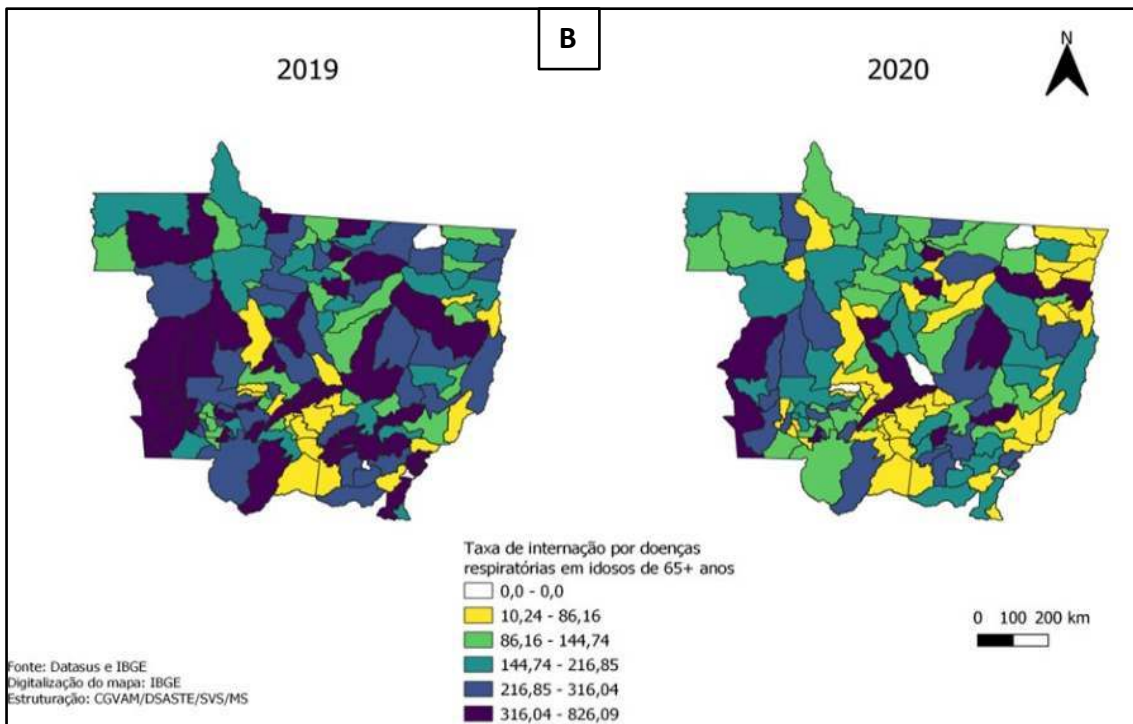 B
2019
2020
N
Taxa de internação por doenças
respiratórias em idosos de 65+ anos
0,0 - 0,0
10,24 - 86,16
86,16 - 144,74
144,74 - 216,85
216,85 - 316,04
316,04 - 826,09
0 100 200 km
Fonte: Datasus e IBGE
Digitalização do mapa: IBGE
Estruturação: CGVAM/DSASTE/SVS/MS